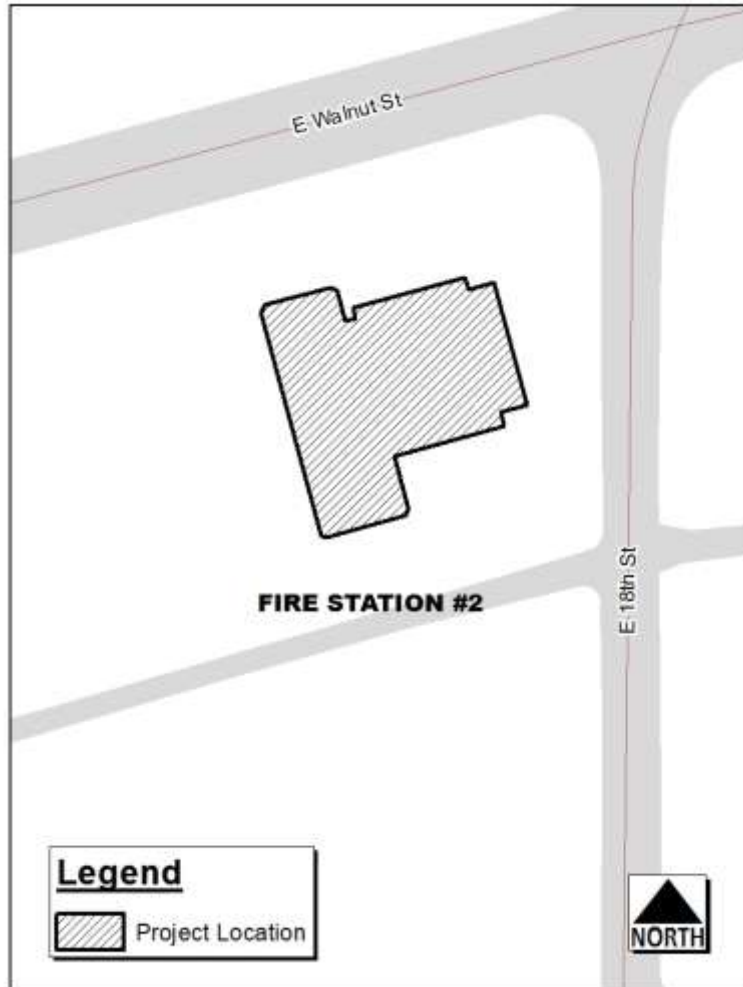 E Walnut St
FIRE STATION #2
E 18th St
Legend
Project Location
NORTH